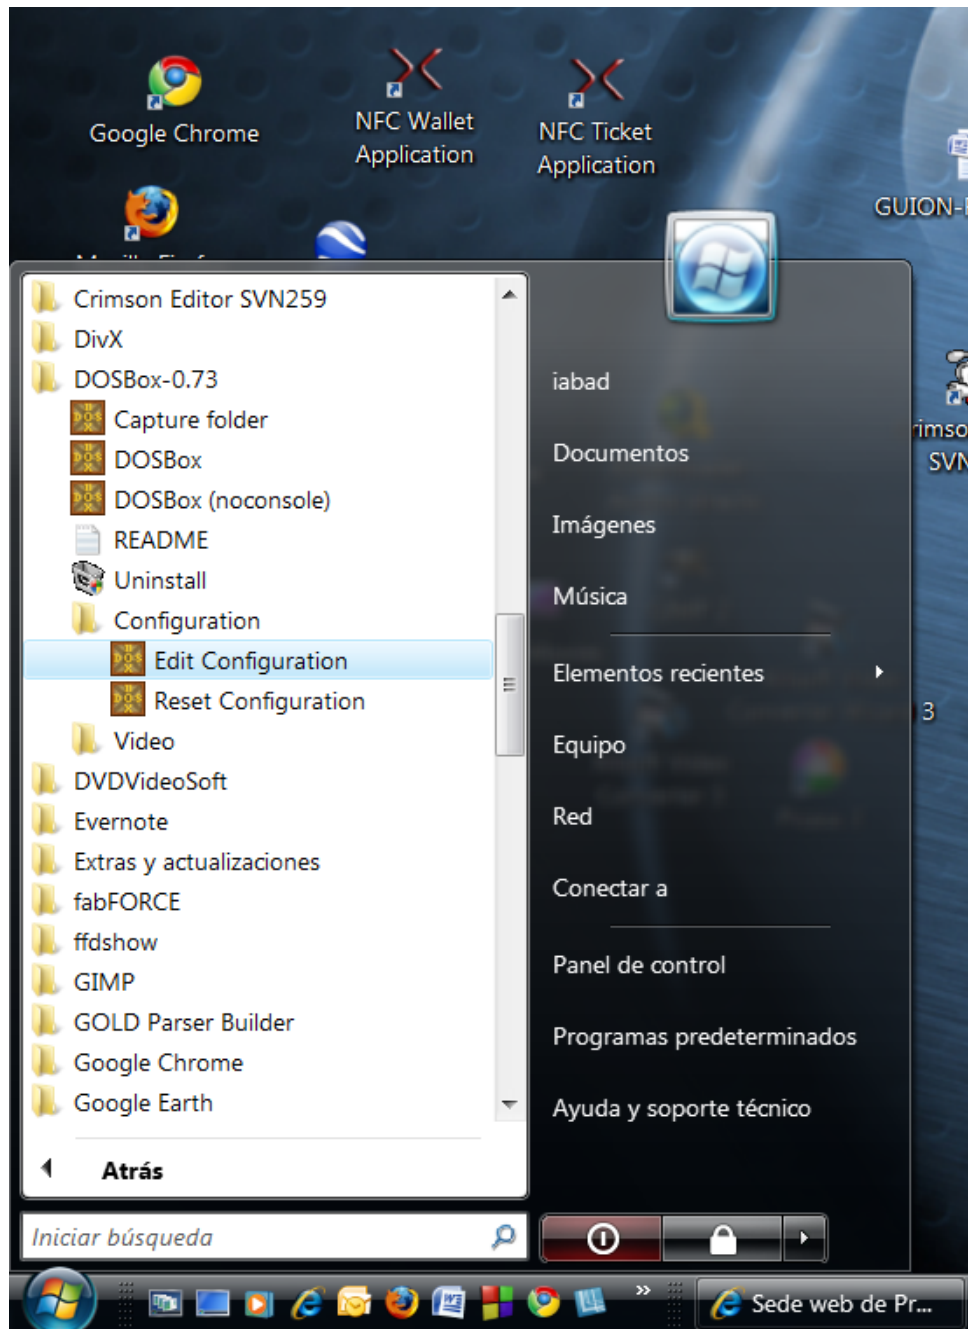 Google Chrome
NFC Wallet
Application
NFC Ticket
Application
GUION-
Crimson Editor SVN259
DivX
DOSBox-0.73
Capture folder
DOSBox
DOSBox (noconsole)
README
Uninstall
Configuration
Edit Configuration
Reset Configuration
Video
DVDVideoSoft
Evernote
Extras y actualizaciones
fabFORCE
ffdshow
GIMP
GOLD Parser Builder
Google Chrome
Google Earth
Atrás
Iniciar búsqueda
iabad
Documentos
Imágenes
Música
Elementos recientes
Equipo
Red
Conectar a
Panel de control
Programas predeterminados
Ayuda y soporte técnico
rimso
SVN
3
Sede web de Pr...